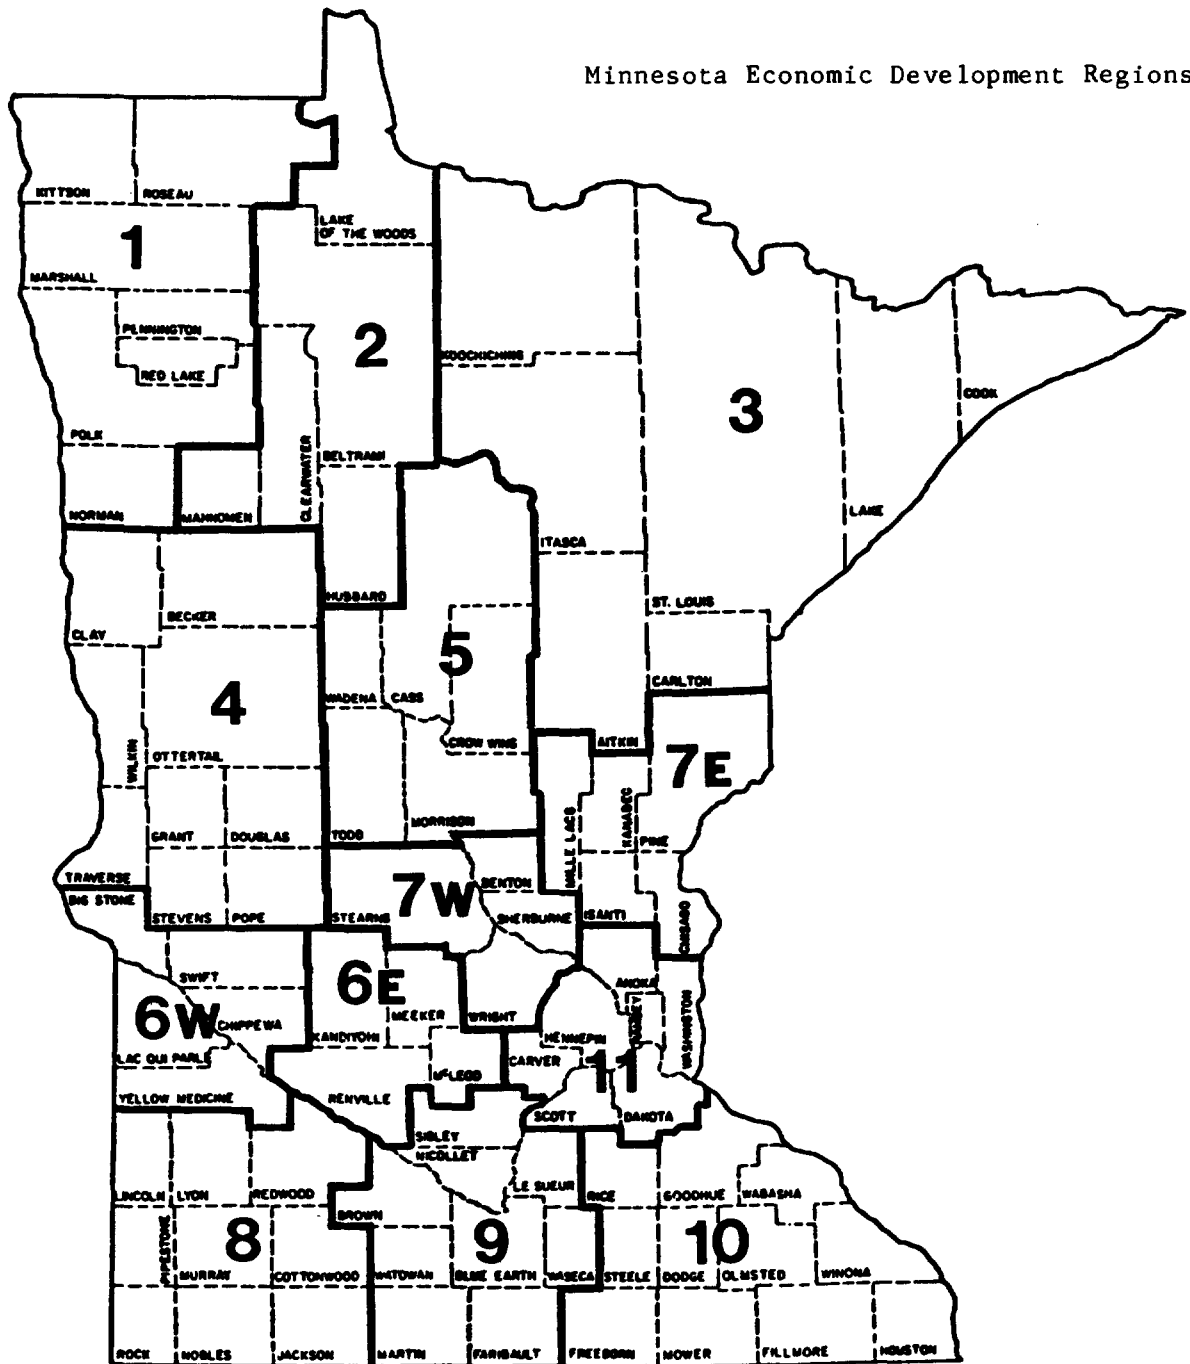 Minnesota Economic Development Regions
KITTSON
ROSEAU
LAKE
OF THE WOODS
1
MARSHALL
PENNINGTON
2
KOOCHICHING
RED LAKE
3
COOK
POLK
CLEARWATER
BELTRAMI
NORMAN
MAHNOMEN
LAKE
ITASCA
HUBBARD
ST. LOUIS
BECKER
CLAY
5
CARLTON
WADENA
CASS
4
CROW WING
AITKIN
WILKIN
OTTERTAIL
7E
MILLE LACS
KANABEC
GRANT
DOUGLAS
TODD
MORRISON
PINE
TRAVERSE
BIG STONE
7W
BENTON
STEVENS
POPE
STEARNS
SHERBURNE
ISANTI
CHISAGO
SWIFT
6E
ANOKA
6W
CHIPPEWA
MEEKER
WRIGHT
RAMSEY
WASHINGTON
KANDIYOHI
HENNEPIN
LAC QUI PARLE
CARVER
11
McLEOD
YELLOW MEDICINE
RENVILLE
SCOTT
DAKOTA
SIBLEY
NICOLLET
LE SUEUR
LINCOLN
LYON
REDWOOD
RICE
GOODHUE
WABASHA
BROWN
PIPESTONE
8
9
10
MURRAY
COTTONWOOD
WATOWAN
BLUE EARTH
WASECA
STEELE
DODGE
OLMSTED
WINONA
ROCK
NOBLES
JACKSON
MARTIN
FARIBAULT
FREEBORN
MOWER
FILLMORE
HOUSTON